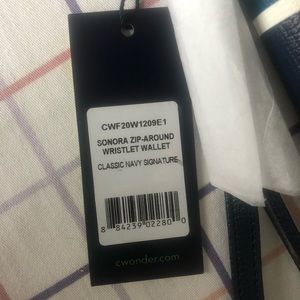 CWF20W1209E1
SONORA ZIP-AROUND
WRISTLET WALLET
CLASSIC NAVY SIGNATURE
8 84239 02280 0
cwonder.com